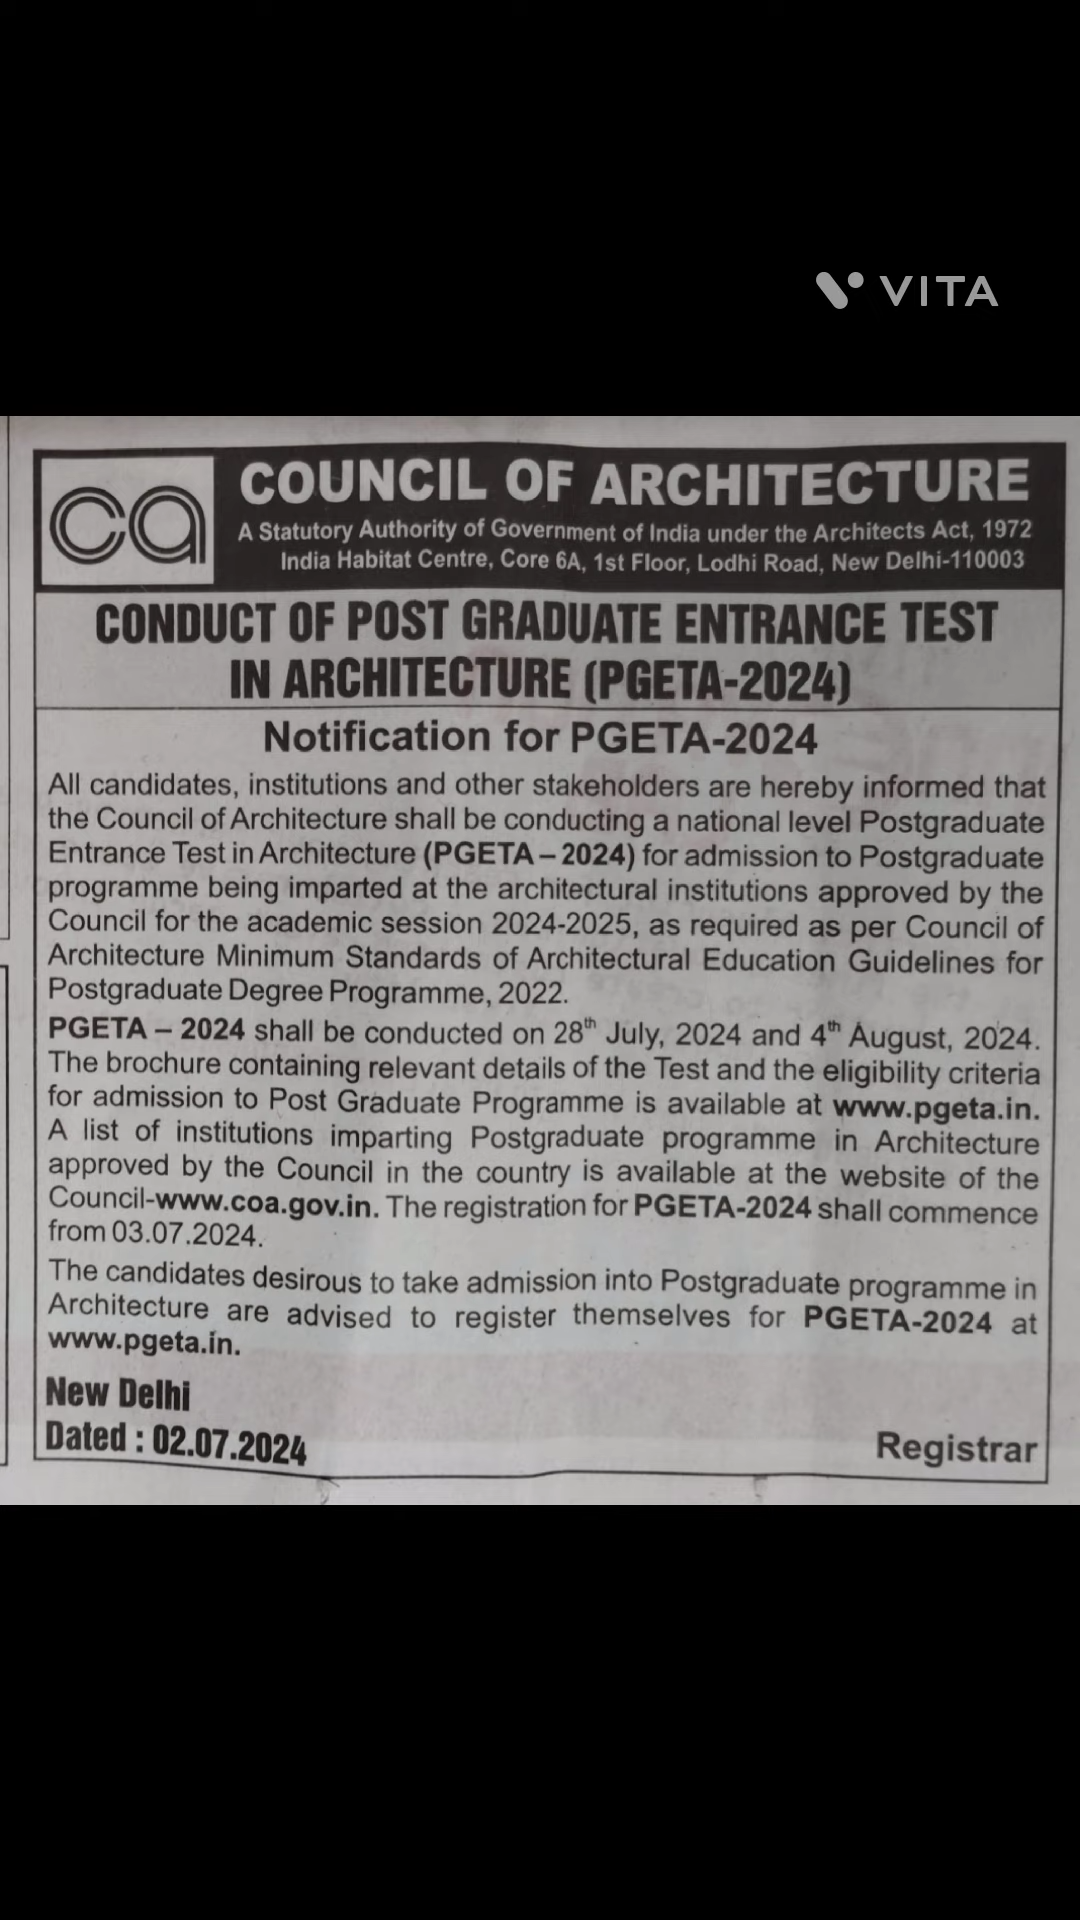 VITA
ca
COUNCIL OF ARCHITECTURE
A Statutory Authority of Government of India under the Architects Act, 1972
India Habitat Centre, Core 6A, 1st Floor, Lodhi Road, New Delhi-110003
CONDUCT OF POST GRADUATE ENTRANCE TEST
IN ARCHITECTURE (PGETA-2024)
Notification for PGETA-2024
All candidates, institutions and other stakeholders are hereby informed that
the Council of Architecture shall be conducting a national level Postgraduate
Entrance Test in Architecture (PGETA – 2024) for admission to Postgraduate
programme being imparted at the architectural institutions approved by the
Council for the academic session 2024-2025, as required as per Council of
Architecture Minimum Standards of Architectural Education Guidelines for
Postgraduate Degree Programme, 2022.
PGETA – 2024 shall be conducted on 28th July, 2024 and 4th August, 2024.
The brochure containing relevant details of the Test and the eligibility criteria
for admission to Post Graduate Programme is available at www.pgeta.in.
A list of institutions imparting Postgraduate programme in Architecture
approved by the Council in the country is available at the website of the
Council-www.coa.gov.in. The registration for PGETA-2024 shall commence
from 03.07.2024.
The candidates desirous to take admission into Postgraduate programme in
Architecture are advised to register themselves for PGETA-2024 at
www.pgeta.in.
New Delhi
Dated : 02.07.2024
Registrar